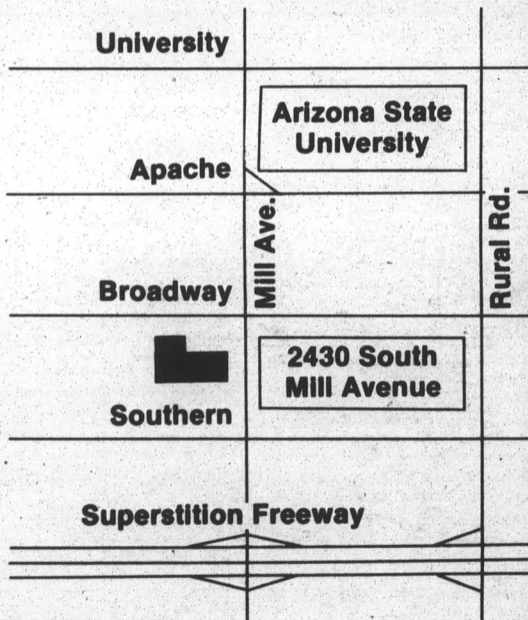 University
Arizona State
University
Apache
Mill Ave.
Rural Rd.
Broadway
2430 South
Mill Avenue
Southern
Superstition Freeway